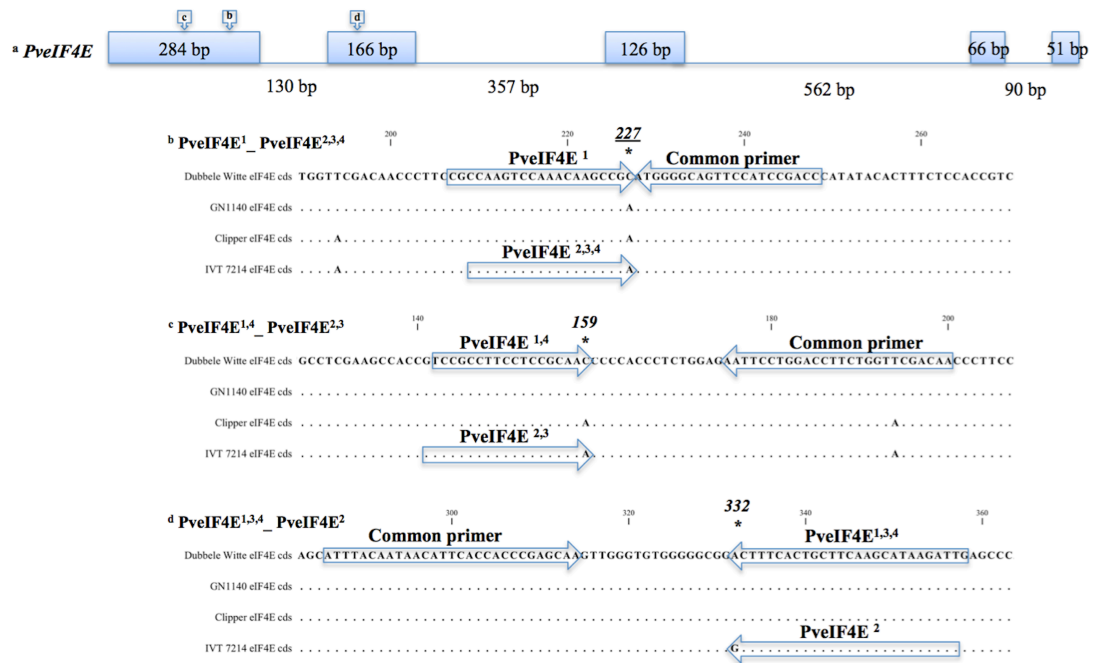 c b d
a PveIF4E 284 bp 166 bp 126 bp 66 bp 51 bp
130 bp 357 bp 562 bp 90 bp
200 220 240 260
b PveIF4E1_ PveIF4E2,3,4 227
PveIF4E 1 * Common primer
Dubbele Witte eIF4E cds TGGTTCGACAACCCTTCCGCCAAGTCCAAACAAGCCGCATGGGGCAGTTCCATCCGACCCATATACACTTTCTCCACCGTC
GN1140 eIF4E cds A
Clipper eIF4E cds A A
PveIF4E 2,3,4
IVT 7214 eIF4E cds A A
140 180 200
c PveIF4E1,4_ PveIF4E2,3 159
PveIF4E 1,4 * Common primer
Dubbele Witte eIF4E cds GCCTCGAAGCCACCGTCCGCCTTCCTCCGCAACCCCCACCCTCTGGAGAATTCCTGGACCTTCTGGTTCGACAACCCTTCC
GN1140 eIF4E cds
Clipper eIF4E cds A A
PveIF4E 2,3
IVT 7214 eIF4E cds A A
332
300 320 340 360
d PveIF4E1,3,4_ PveIF4E2 *
Common primer PveIF4E1,3,4
Dubbele Witte eIF4E cds AGCATTTACAATAACATTCACCACCCGAGCAAGTTGGGTGTGGGGGCGGACTTTCACTGCTTCAAGCATAAGATTGAGCCC
GN1140 eIF4E cds
Clipper eIF4E cds
PveIF4E 2
IVT 7214 eIF4E cds G